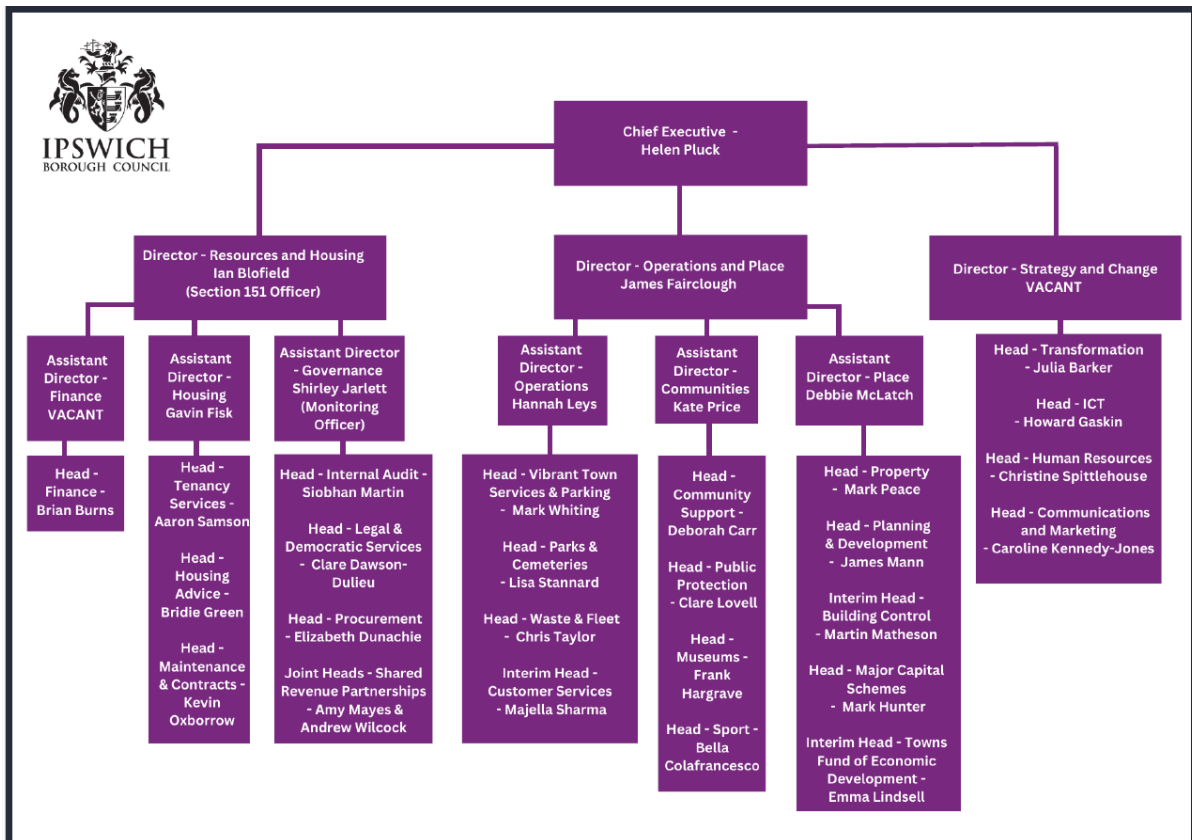 IPSWICH
BOROUGH COUNCIL
Chief Executive -
Helen Pluck
Director - Resources and Housing
Ian Blofield
(Section 151 Officer)
Director - Operations and Place
James Fairclough
Director - Strategy and Change
VACANT
Assistant
Director -
Finance
VACANT
Assistant
Director -
Housing
Gavin Fisk
Assistant Director
- Governance
Shirley Jarlett
(Monitoring
Officer)
Assistant
Director -
Operations
Hannah Leys
Assistant
Director -
Communities
Kate Price
Assistant
Director - Place
Debbie McLatch
Head -
Finance -
Brian Burns
Head -
Tenancy
Services -
Aaron Samson
Head -
Housing
Advice -
Bridie Green
Head -
Maintenance
& Contracts -
Kevin
Oxborrow
Head - Internal Audit -
Siobhan Martin
Head - Legal &
Democratic Services
- Clare Dawson-
Dulieu
Head - Procurement
- Elizabeth Dunachie
Joint Heads - Shared
Revenue Partnerships
- Amy Mayes &
Andrew Wilcock
Head - Vibrant Town
Services & Parking
- Mark Whiting
Head - Parks &
Cemeteries
- Lisa Stannard
Head - Waste & Fleet
- Chris Taylor
Interim Head -
Customer Services
- Majella Sharma
Head -
Community
Support -
Deborah Carr
Head - Public
Protection
- Clare Lovell
Head -
Museums -
Frank
Hargrave
Head - Sport -
Bella
Colafrancesco
Head - Property
- Mark Peace
Head - Planning
& Development
- James Mann
Interim Head -
Building Control
- Martin Matheson
Head - Major Capital
Schemes
- Mark Hunter
Interim Head - Towns
Fund of Economic
Development -
Emma Lindsell
Head - Transformation
- Julia Barker
Head - ICT
- Howard Gaskin
Head - Human Resources
- Christine Spittlehouse
Head - Communications
and Marketing
- Caroline Kennedy-Jones